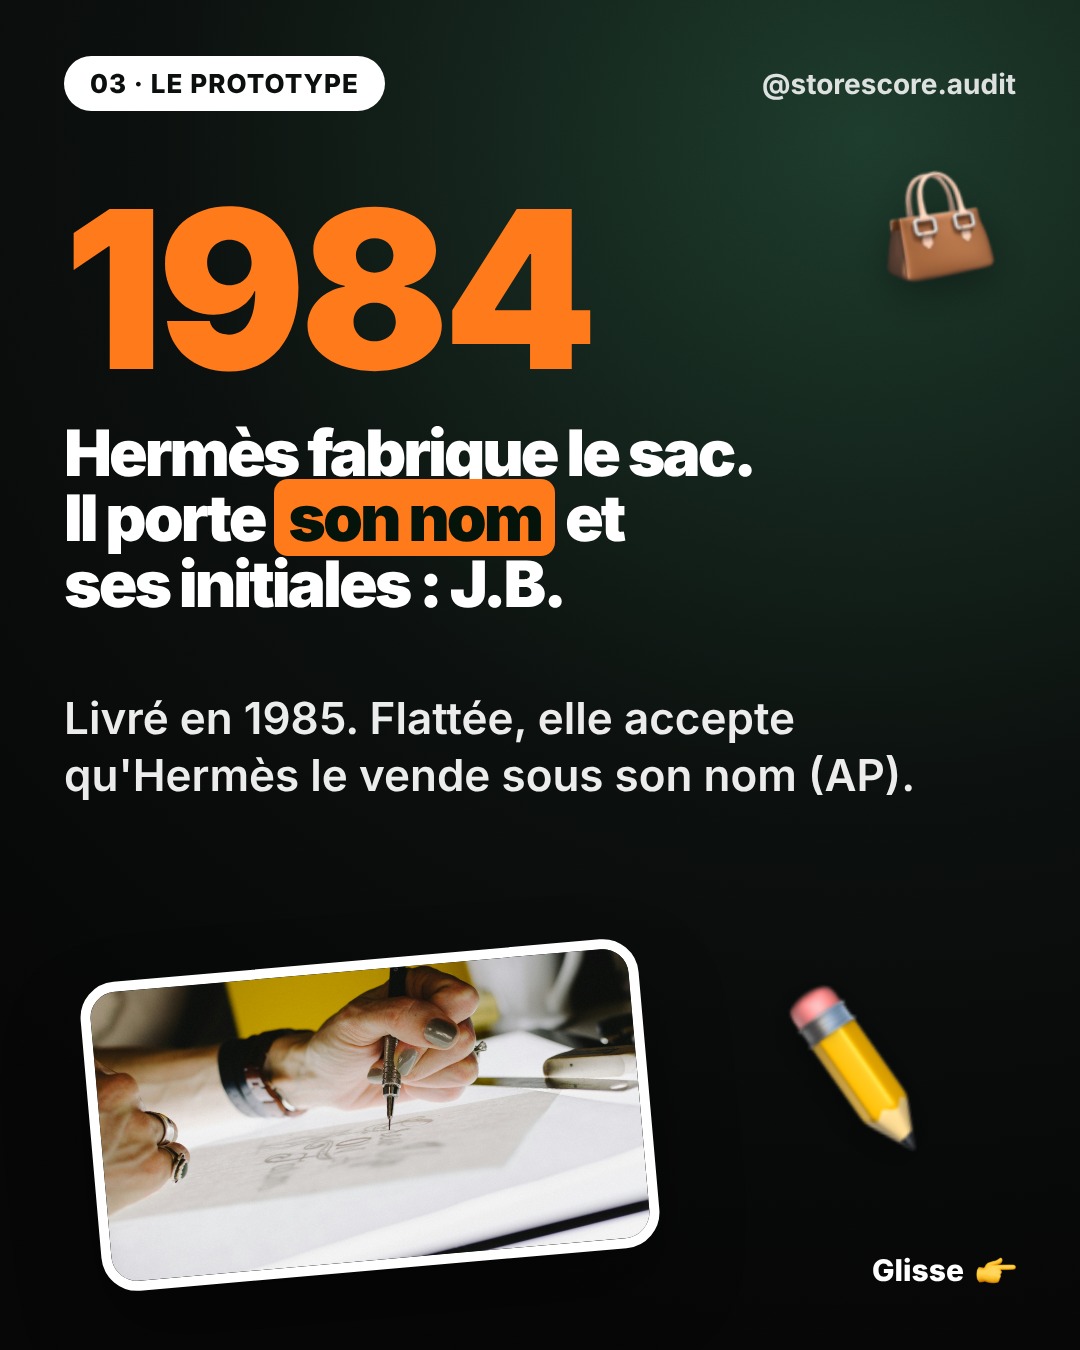 03 · LE PROTOTYPE
@storescore.audit
1984
Hermès fabrique le sac.
Il porte son nom et
ses initiales : J.B.
Livré en 1985. Flattée, elle accepte
qu'Hermès le vende sous son nom (AP).
Glisse 👉